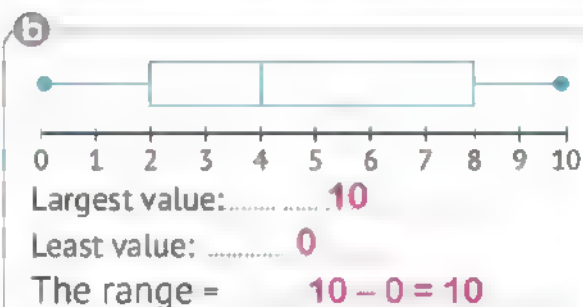 b
0 1 2 3 4 5 6 7 8 9 10
Largest value: ........ ..... .10
Least value: ............ 0
The range = 10 – 0 = 10